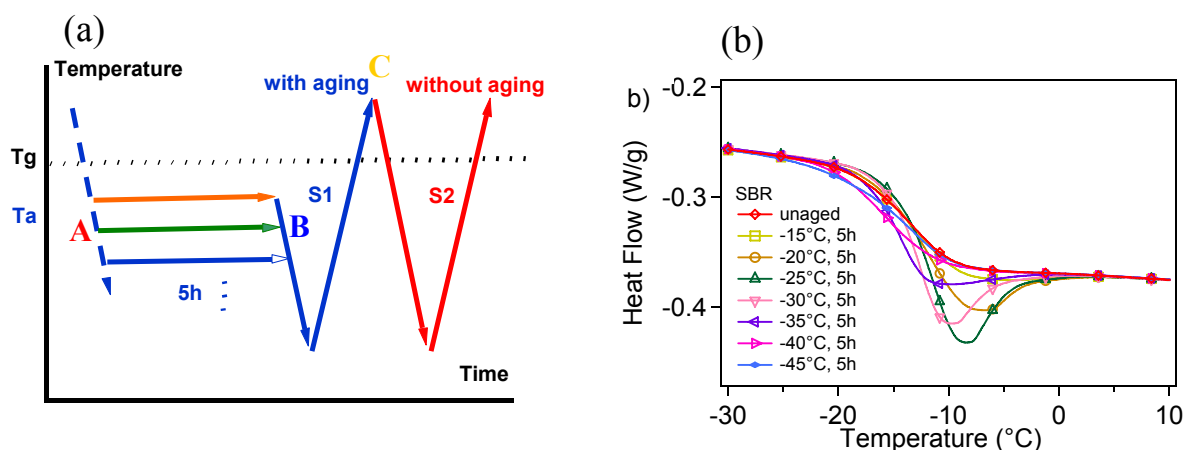 (a)
Temperature
with aging
C
without aging
Tg
Ta
A
B
S1
S2
5h
Time
(b)
b)
Heat Flow (W/g)
-0.2
-0.3
-0.4
SBR
unaged
-15°C, 5h
-20°C, 5h
-25°C, 5h
-30°C, 5h
-35°C, 5h
-40°C, 5h
-45°C, 5h
-30
-20
-10
0
10
Temperature (°C)